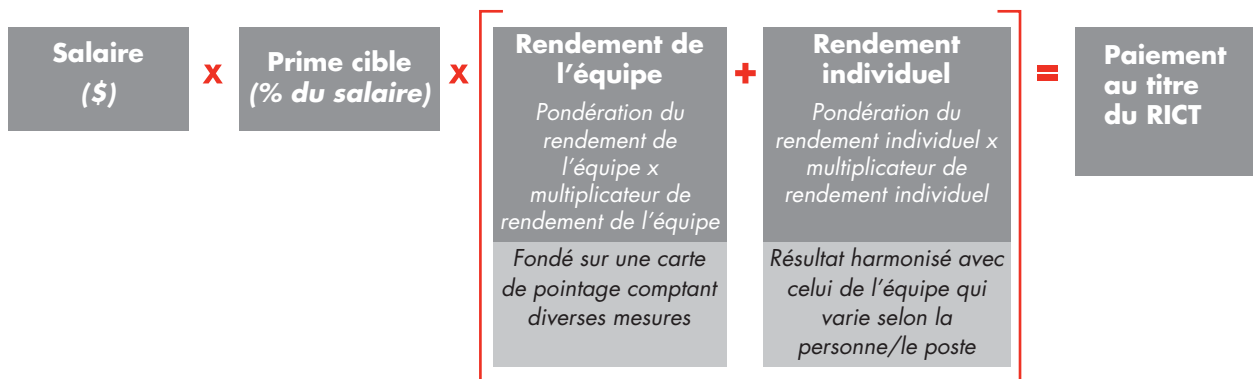 Salaire
($)
x
Prime cible
(% du salaire)
x
Rendement de
l’équipe
Pondération du
rendement de
l’équipe x
multiplicateur de
rendement de l’équipe
Fondé sur une carte
de pointage comptant
diverses mesures
+
Rendement
individuel
Pondération du
rendement individuel x
multiplicateur de
rendement individuel
Résultat harmonisé avec
celui de l’équipe qui
varie selon la
personne/le poste
=
Paiement
au titre
du RICT